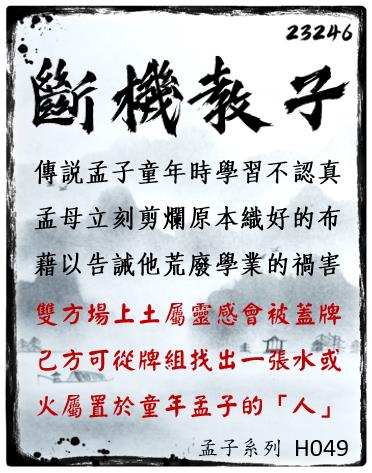 23246
斷機教子
傳說孟子童年時學習不認真
孟母立刻剪爛原本織好的布
藉以告誡他荒廢學業的禍害
雙方場上土屬靈感會被蓋牌
己方可從牌組找出一張水或
火屬置於童年孟子的「人」
孟子系列 H049